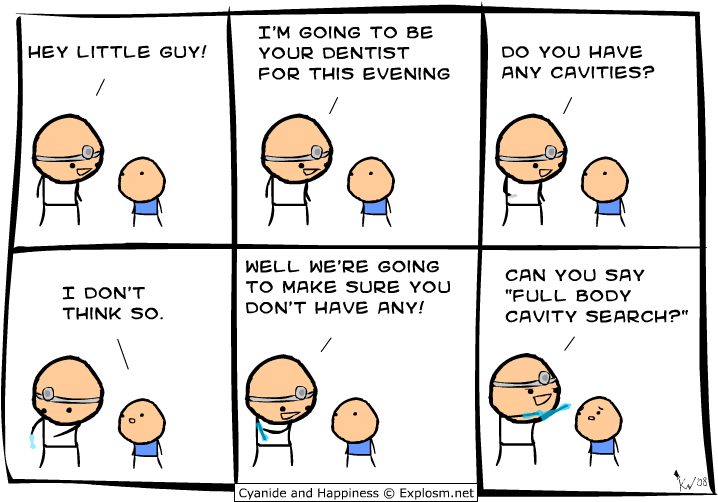 HEY LITTLE GUY!
I'M GOING TO BE
YOUR DENTIST
FOR THIS EVENING
DO YOU HAVE
ANY CAVITIES?
I DON'T
THINK SO.
WELL WE'RE GOING
TO MAKE SURE YOU
DON'T HAVE ANY!
CAN YOU SAY
"FULL BODY
CAVITY SEARCH?"
Cyanide and Happiness © Explosm.net